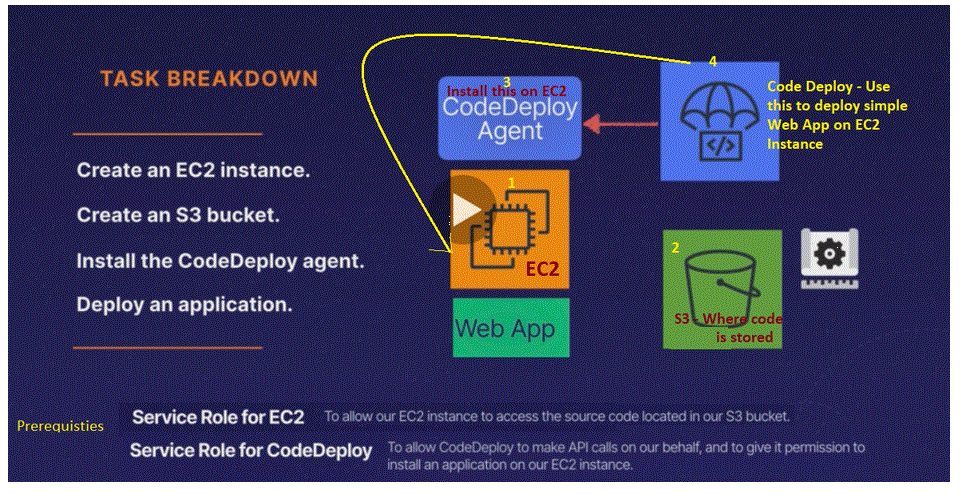 TASK BREAKDOWN
Create an EC2 instance.
Create an S3 bucket.
Install the CodeDeploy agent.
Deploy an application.
3
Install this on EC2
CodeDeploy
Agent
4
</>
Code Deploy - Use
this to deploy simple
Web App on EC2
Instance
1
EC2
Web App
2
S3 - Where code
is stored
Prerequisties
Service Role for EC2 To allow our EC2 instance to access the source code located in our S3 bucket.
Service Role for CodeDeploy To allow CodeDeploy to make API calls on our behalf, and to give it permission to
install an application on our EC2 instance.